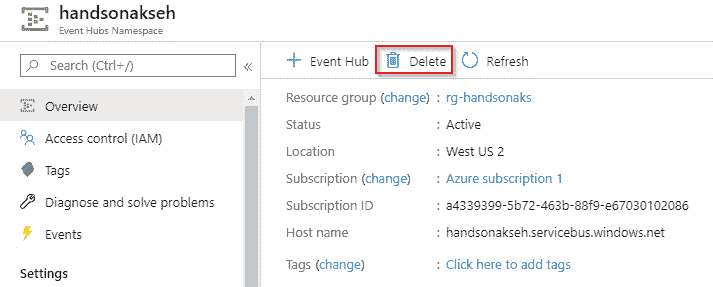 handsonakseh
Event Hubs Namespace
Search (Ctrl+/)
«
Overview
Access control (IAM)
Tags
Diagnose and solve problems
Events
Settings
+ Event Hub Delete Refresh
Resource group (change) : rg-handsonaks
Status : Active
Location : West US 2
Subscription (change) : Azure subscription 1
Subscription ID : a4339399-5b72-463b-88f9-e67030102086
Host name : handsonakseh.servicebus.windows.net
Tags (change) : Click here to add tags